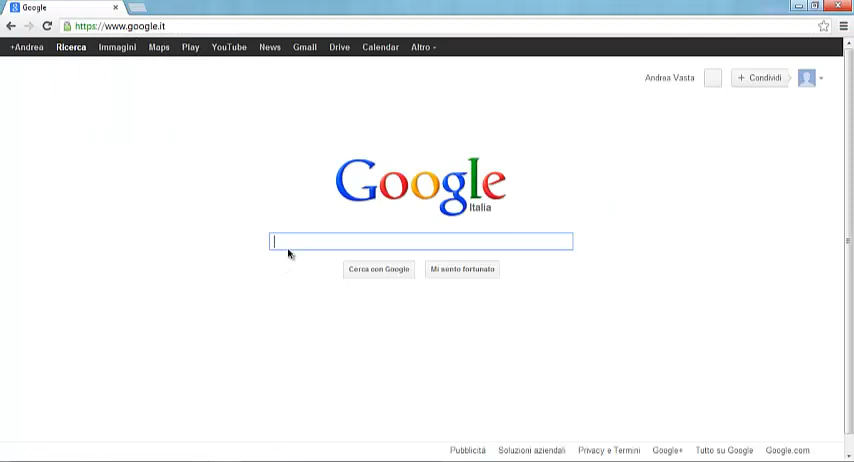 Google
https://www.google.it
+Andrea Ricerca Immagini Maps Play YouTube News Gmail Drive Calendar Altro
Andrea Vasta + Condividi
Google
Italia
Cerca con Google Mi sento fortunato
Pubblicità Soluzioni aziendali Privacy e Termini Google+ Tutto su Google Google.com